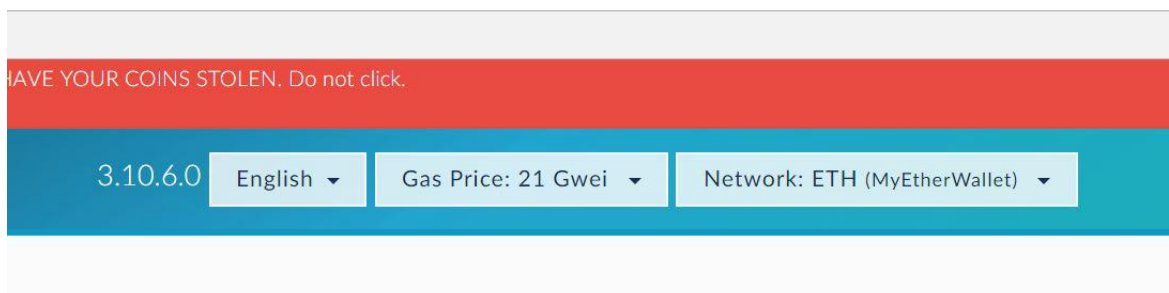 HAVE YOUR COINS STOLEN. Do not click.
3.10.6.0 English Gas Price: 21 Gwei Network: ETH (MyEtherWallet)